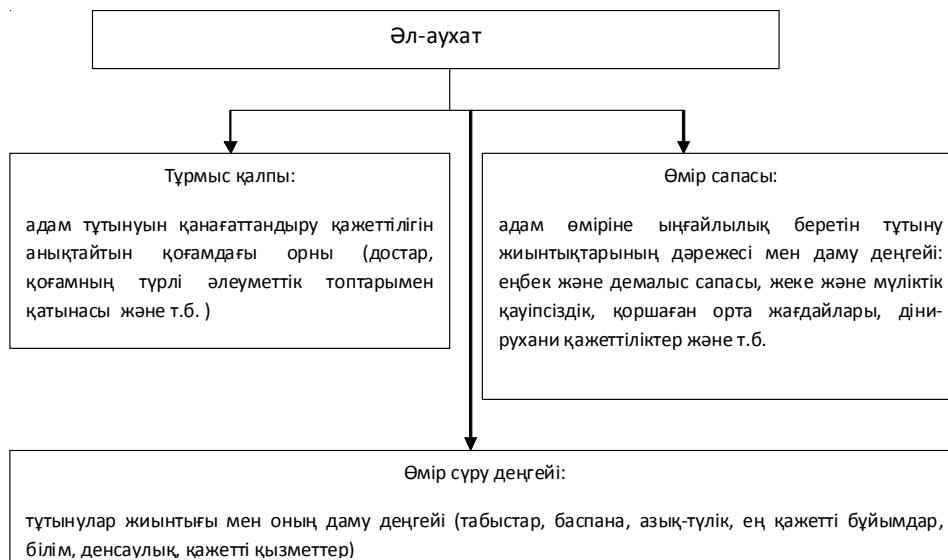 Әл-аухат
Тұрмыс қалпы:
адам тұтынуын қанағаттандыру қажеттілігін
анықтайтын қоғамдағы орны (достар,
қоғамның түрлі әлеуметтік топтарымен
қатынасы және т.б. )
Өмір сапасы:
адам өміріне ыңғайлылық беретін тұтыну
жиынтықтарының дәрежесі мен даму деңгейі:
еңбек және демалыс сапасы, жеке және мүліктік
қауіпсіздік, қоршаған орта жағдайлары, діни-
рухани қажеттіліктер және т.б.
Өмір сүру деңгейі:
тұтынулар жиынтығы мен оның даму деңгейі (табыстар, баспана, азық-түлік, ең қажетті бұйымдар,
білім, денсаулық, қажетті қызметтер)